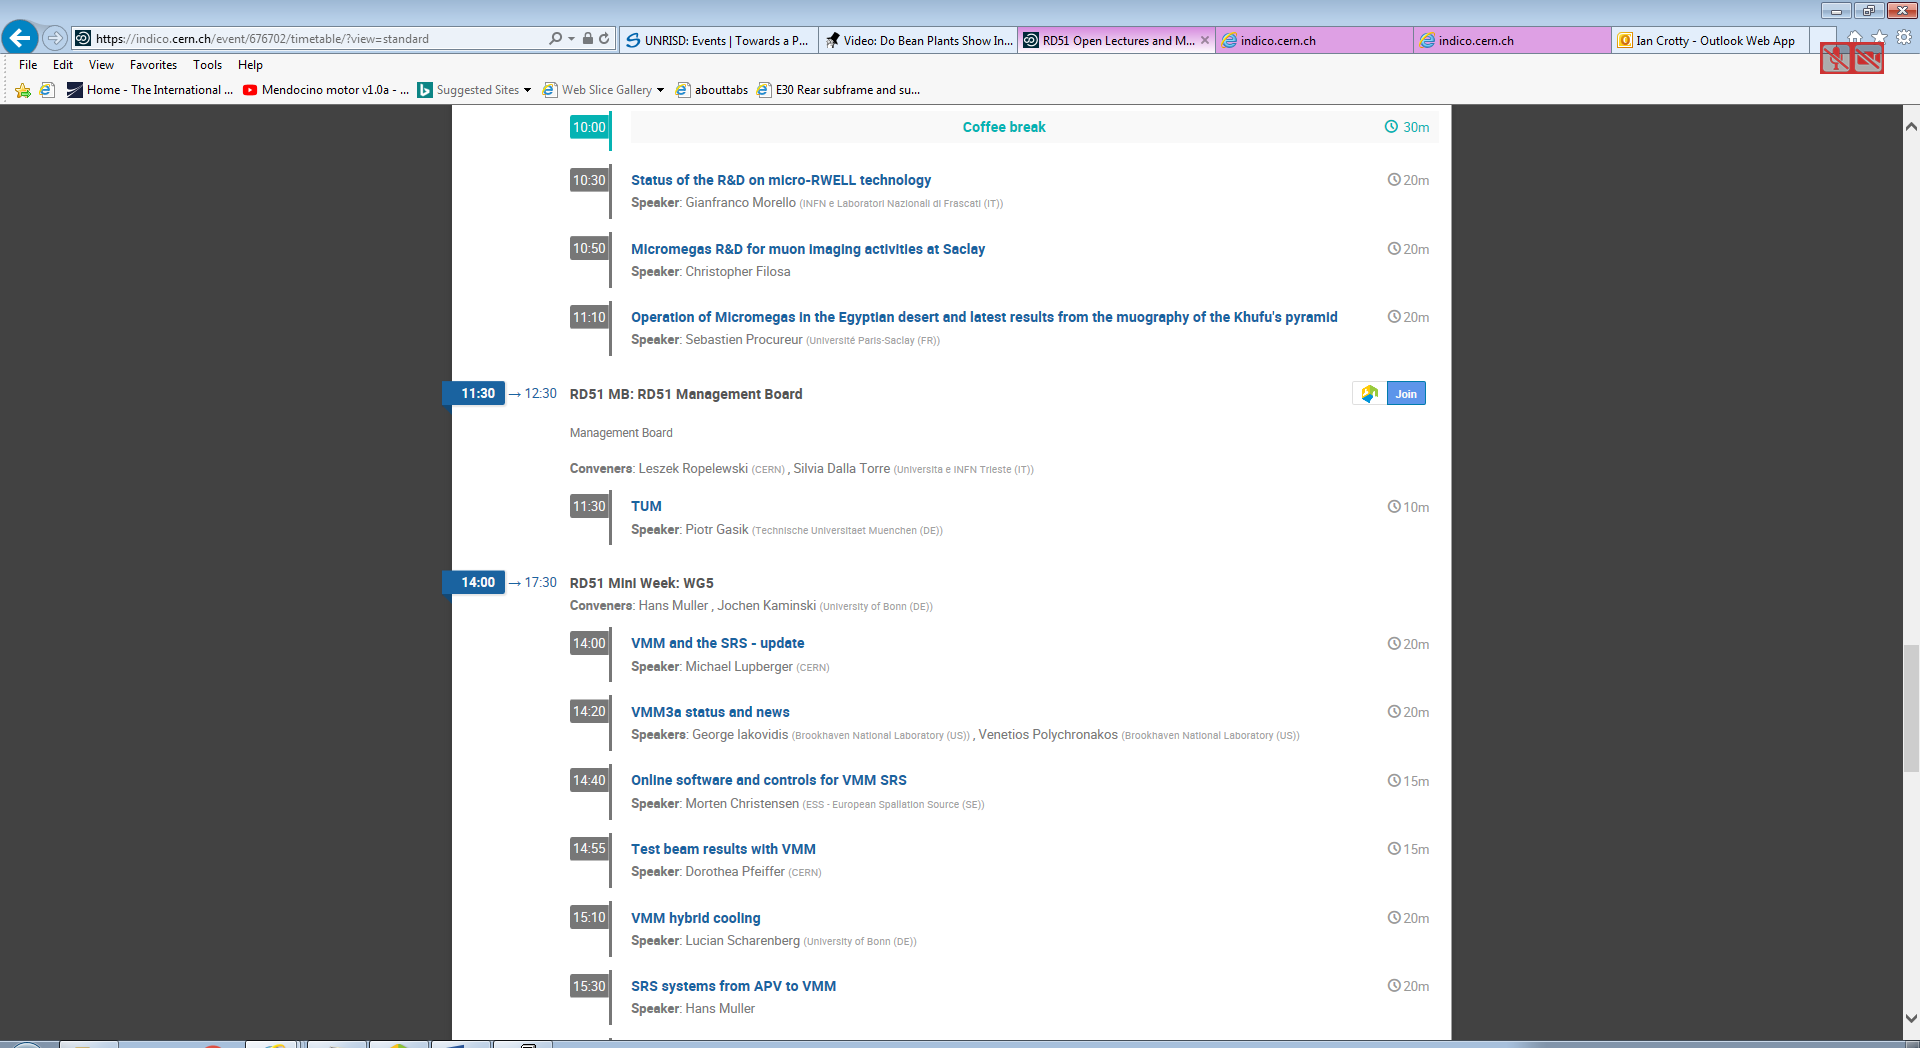 https://indico.cern.ch/event/676702/timetable/?view=standard
UNRISD: Events | Towards a P...
Video: Do Bean Plants Show In...
RD51 Open Lectures and M...
indico.cern.ch
indico.cern.ch
Ian Crotty - Outlook Web App
File Edit View Favorites Tools Help
Home - The International ...
Mendocino motor v1.0a - ...
Suggested Sites
Web Slice Gallery
abouttabs
E30 Rear subframe and su...
10:00 Coffee break 30m
10:30 Status of the R&D on micro-RWELL technology 20m
Speaker: Gianfranco Morello (INFN e Laboratori Nazionali di Frascati (IT))
10:50 Micromegas R&D for muon imaging activities at Saclay 20m
Speaker: Christopher Filosa
11:10 Operation of Micromegas in the Egyptian desert and latest results from the muography of the Khufu's pyramid 20m
Speaker: Sebastien Procureur (Université Paris-Saclay (FR))
11:30 → 12:30 RD51 MB: RD51 Management Board Join
Management Board
Conveners: Leszek Ropelewski (CERN) , Silvia Dalla Torre (Universita e INFN Trieste (IT))
11:30 TUM 10m
Speaker: Piotr Gasik (Technische Universitaet Muenchen (DE))
14:00 → 17:30 RD51 Mini Week: WG5
Conveners: Hans Muller , Jochen Kaminski (University of Bonn (DE))
14:00 VMM and the SRS - update 20m
Speaker: Michael Lupberger (CERN)
14:20 VMM3a status and news 20m
Speakers: George Iakovidis (Brookhaven National Laboratory (US)) , Venetios Polychronakos (Brookhaven National Laboratory (US))
14:40 Online software and controls for VMM SRS 15m
Speaker: Morten Christensen (ESS - European Spallation Source (SE))
14:55 Test beam results with VMM 15m
Speaker: Dorothea Pfeiffer (CERN)
15:10 VMM hybrid cooling 20m
Speaker: Lucian Scharenberg (University of Bonn (DE))
15:30 SRS systems from APV to VMM 20m
Speaker: Hans Muller